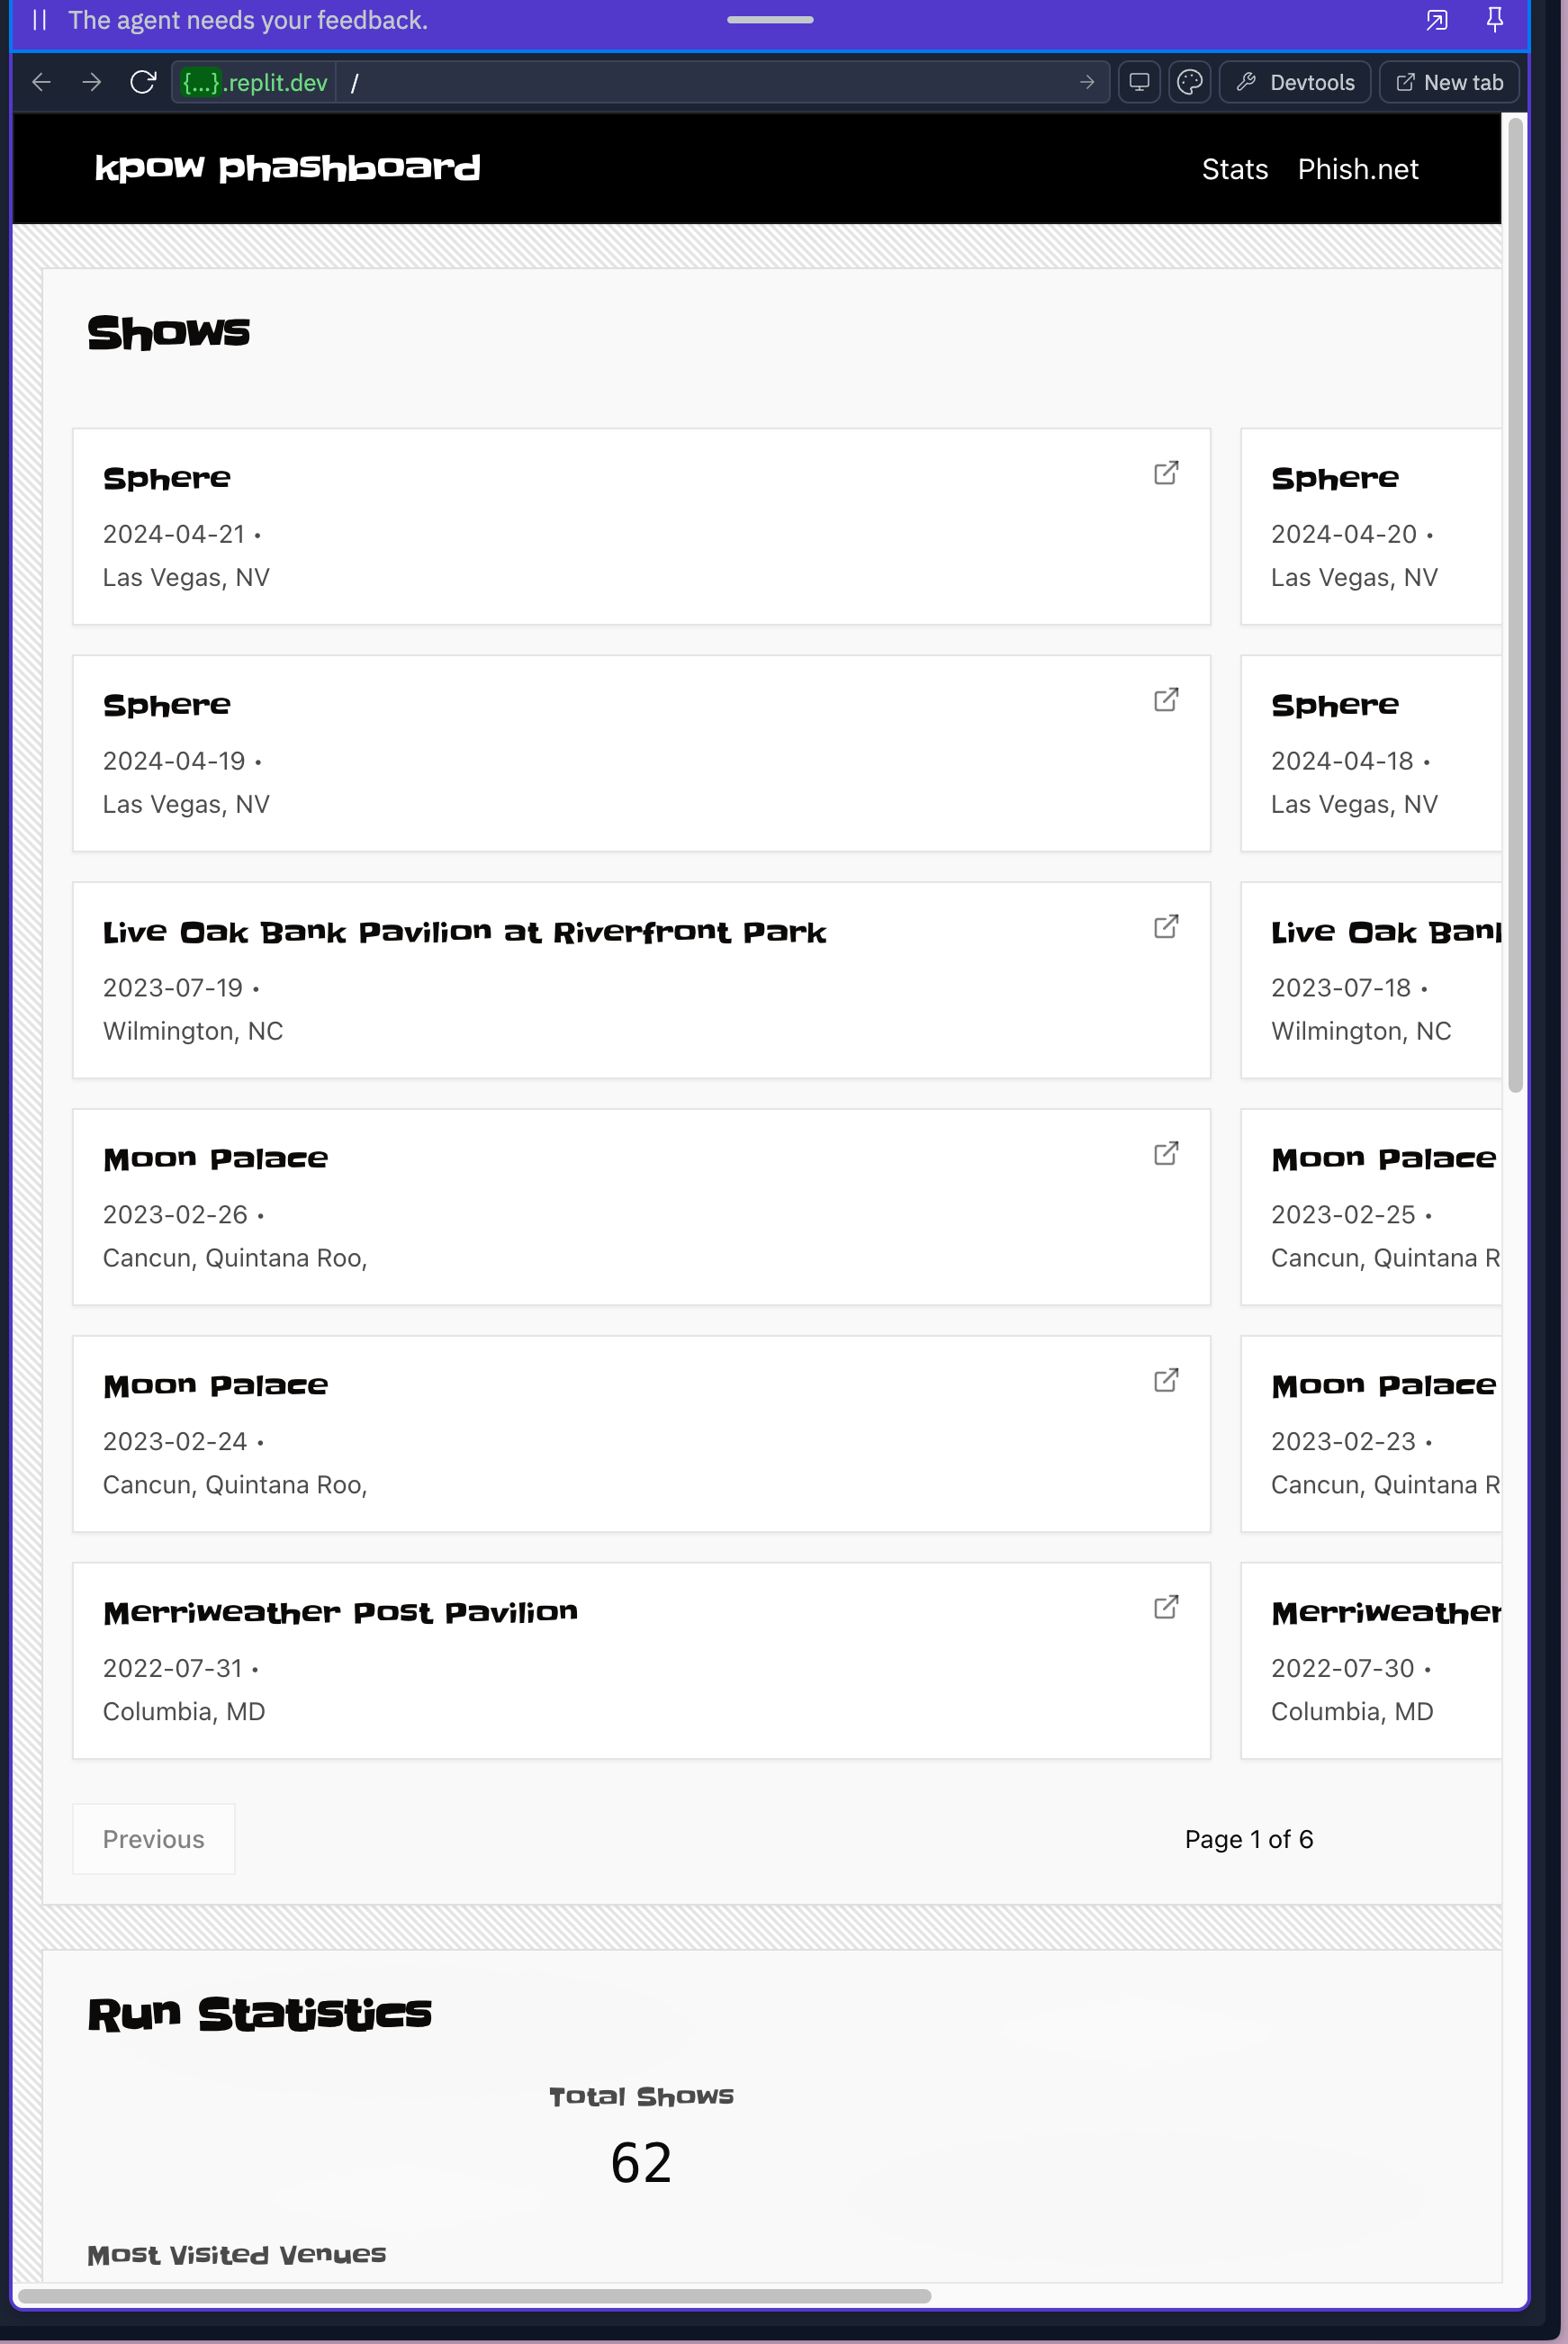 The agent needs your feedback.
{...}.replit.dev / Devtools New tab
kpow phashboard Stats Phish.net
Shows
Sphere
2024-04-21 •
Las Vegas, NV
Sphere
2024-04-20 •
Las Vegas, NV
Sphere
2024-04-19 •
Las Vegas, NV
Sphere
2024-04-18 •
Las Vegas, NV
Live Oak Bank Pavilion at Riverfront Park
2023-07-19 •
Wilmington, NC
Live Oak Bank
2023-07-18 •
Wilmington, NC
Moon Palace
2023-02-26 •
Cancun, Quintana Roo,
Moon Palace
2023-02-25 •
Cancun, Quintana R
Moon Palace
2023-02-24 •
Cancun, Quintana Roo,
Moon Palace
2023-02-23 •
Cancun, Quintana R
Merriweather Post Pavilion
2022-07-31 •
Columbia, MD
Merriweather
2022-07-30 •
Columbia, MD
Previous Page 1 of 6
Run Statistics
Total Shows
62
Most Visited Venues